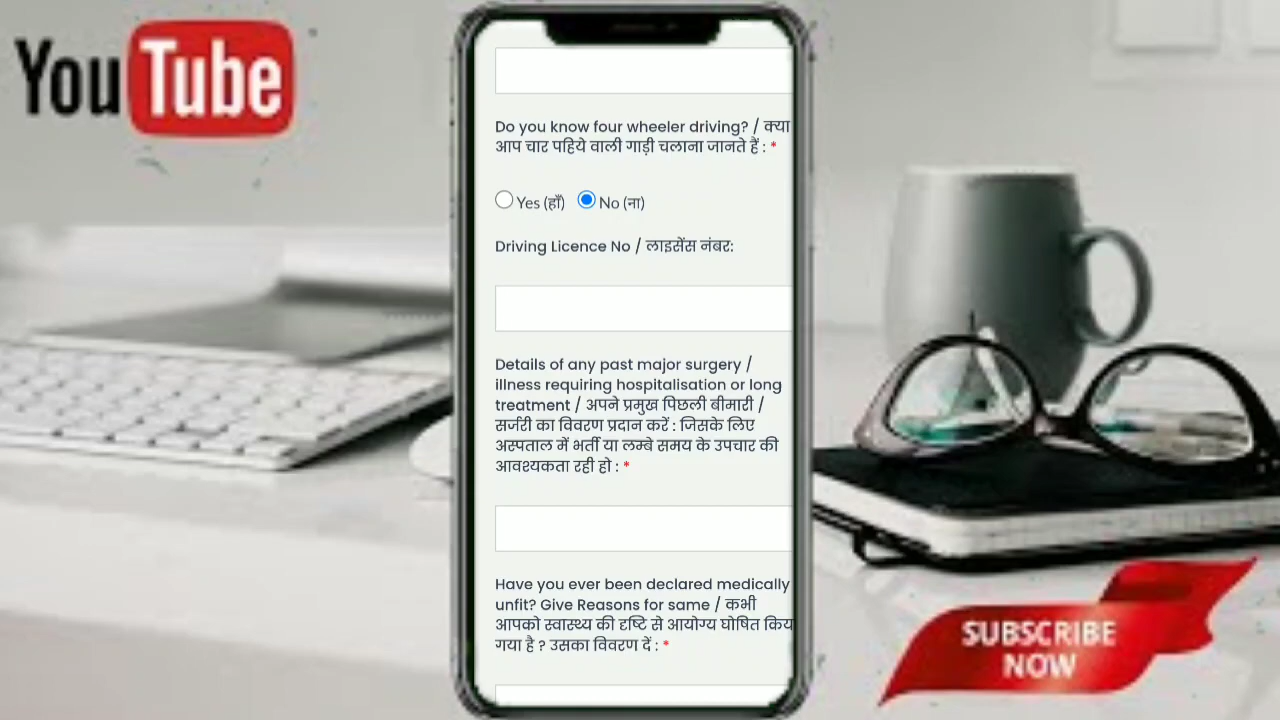 YouTube
Do you know four wheeler driving? / क्या
आप चार पहिये वाली गाड़ी चलाना जानते हैं : *
Yes (हाँ) No (ना)
Driving Licence No / लाइसेंस नंबर:
Details of any past major surgery /
illness requiring hospitalisation or long
treatment / अपने प्रमुख पिछली बीमारी /
सर्जरी का विवरण प्रदान करें : जिसके लिए
अस्पताल में भर्ती या लम्बे समय के उपचार की
आवश्यकता रही हो : *
Have you ever been declared medically
unfit? Give Reasons for same / कभी
आपको स्वास्थ्य की दृष्टि से आयोग्य घोषित किय
गया है ? उसका विवरण दें : *
SUBSCRIBE
NOW